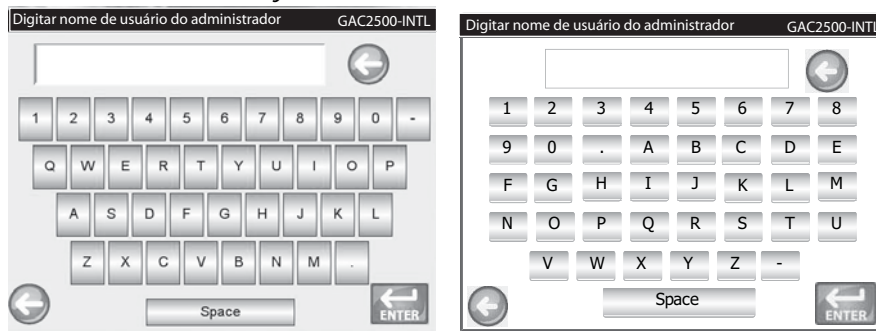 Digitar nome de usuário do administrador GAC2500-INTL
1 2 3 4 5 6 7 8 9 0 -
Q W E R T Y U I O P
A S D F G H J K L
Z X C V B N M .
Space ENTER
Digitar nome de usuário do administrador GAC2500-INTL
1 2 3 4 5 6 7 8
9 0 . A B C D E
F G H I J K L M
N O P Q R S T U
V W X Y Z -
Space ENTER